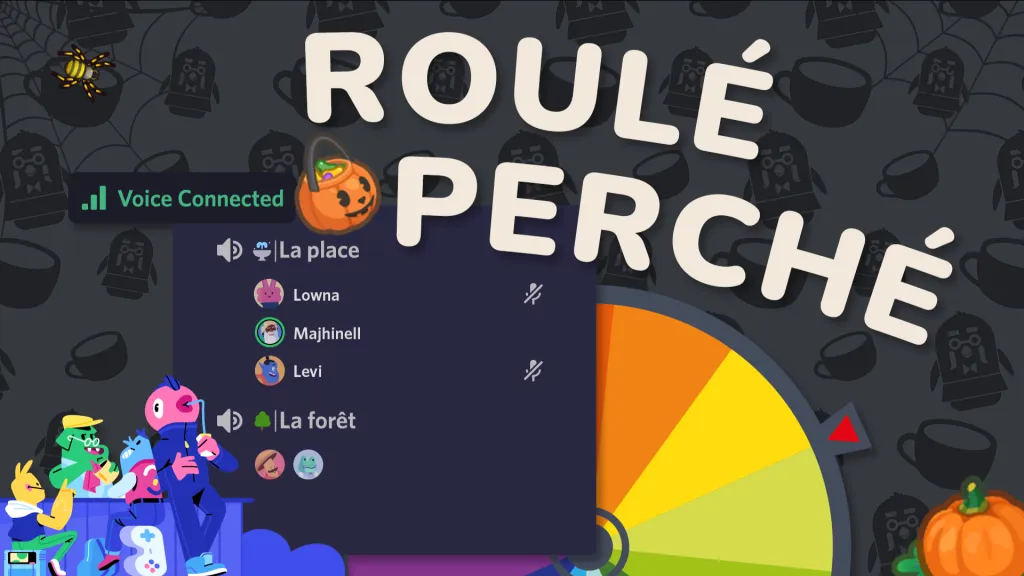 ROULÉ
PERCHÉ
Voice Connected
La place
Lowna
Majhinell
Levi
La forêt